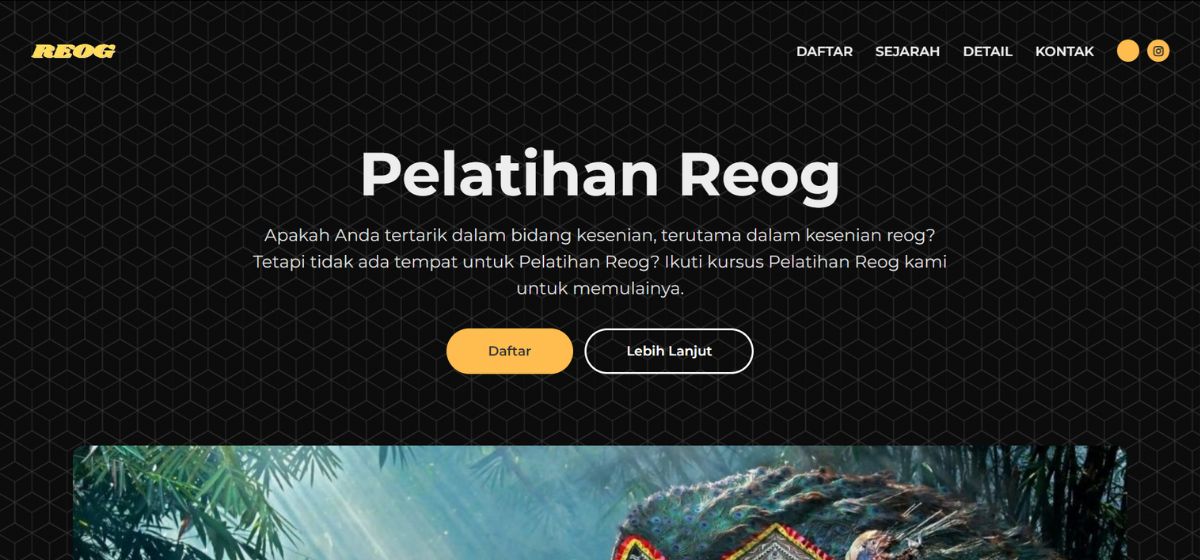 REOG
DAFTAR SEJARAH DETAIL KONTAK
Pelatihan Reog
Apakah Anda tertarik dalam bidang kesenian, terutama dalam kesenian reog?
Tetapi tidak ada tempat untuk Pelatihan Reog? Ikuti kursus Pelatihan Reog kami
untuk memulainya.
Daftar Lebih Lanjut